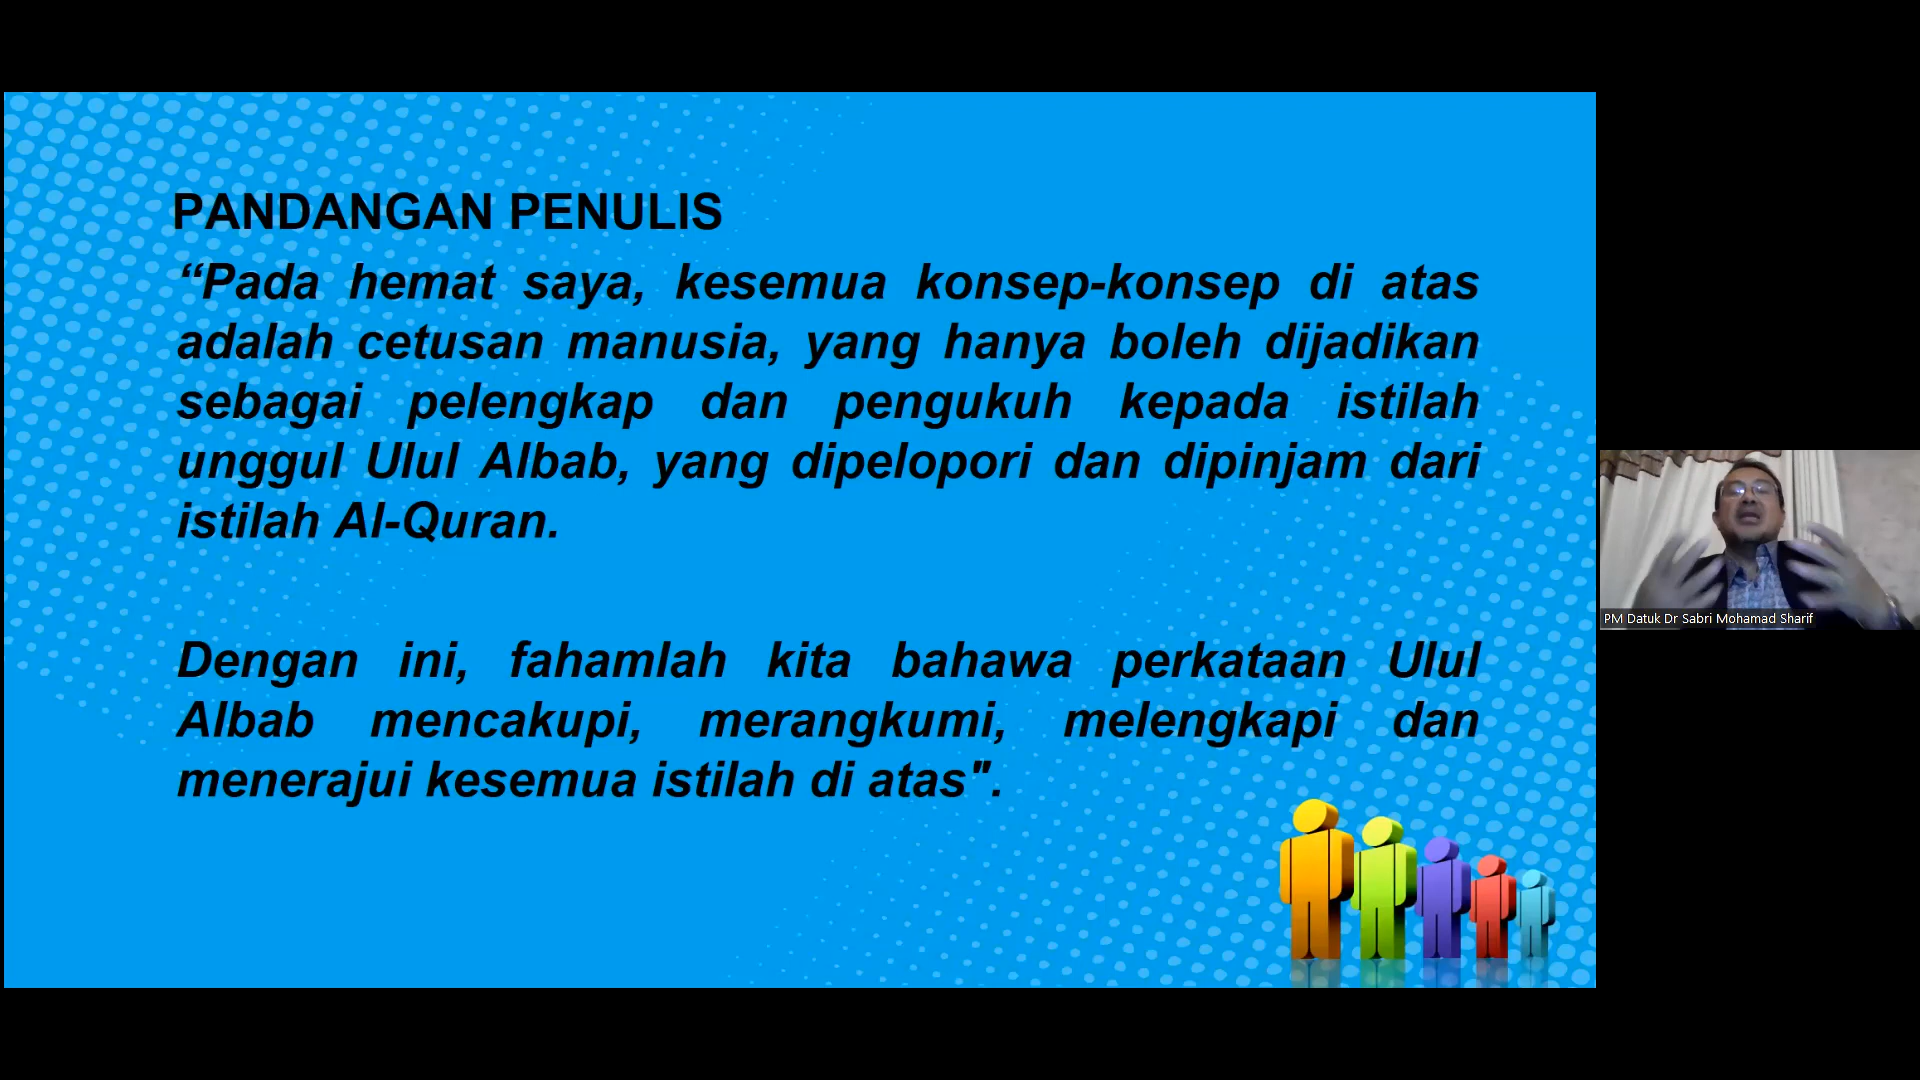 PANDANGAN PENULIS
“Pada hemat saya, kesemua konsep-konsep di atas
adalah cetusan manusia, yang hanya boleh dijadikan
sebagai pelengkap dan pengukuh kepada istilah
unggul Ulul Albab, yang dipelopori dan dipinjam dari
istilah Al-Quran.
Dengan ini, fahamlah kita bahawa perkataan Ulul
Albab mencakupi, merangkumi, melengkapi dan
menerajui kesemua istilah di atas".
PM Datuk Dr Sabri Mohamad Sharif